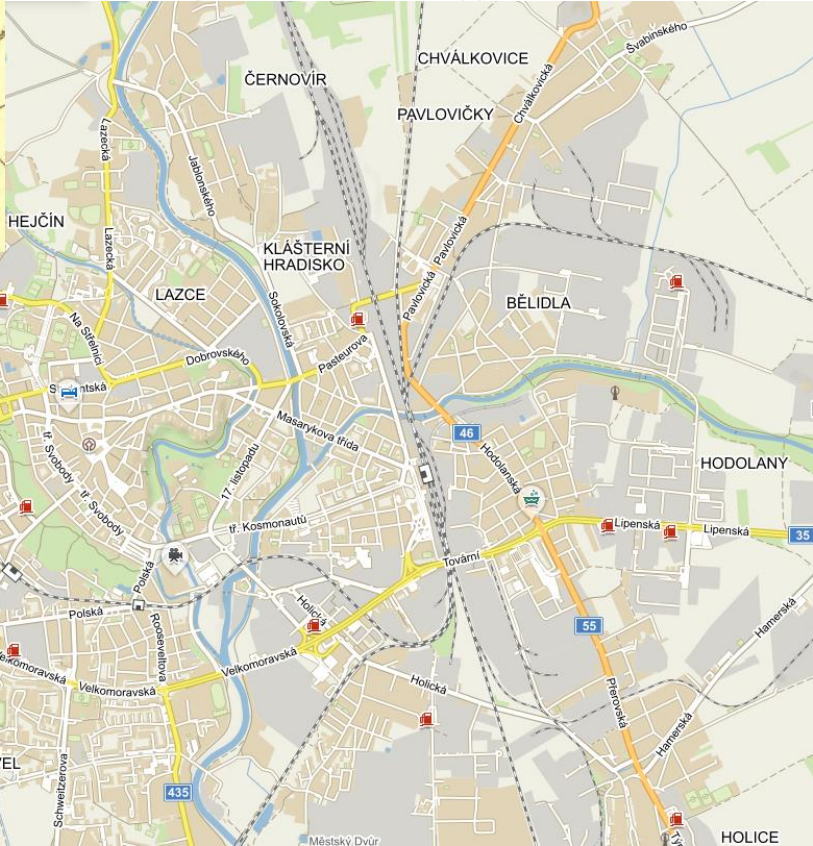 CHVÁLKOVICE
Švabinského
ČERNOVÍR
Chválkovická
PAVLOVIČKY
Lazecká
Jablonského
HEJČÍN
Pavlovická
Lazecká
KLÁŠTERNÍ
HRADISKO
Pavlovická
LAZCE
Sokolovská
BĚLIDLA
Na Střelnici
Pasteurova
Dobrovského
Masarykova třída
46
tř. Svobody
17. listopadu
Hodolanská
HODOLANY
tř. Svobody
tř. Kosmonautů
Lipenská
Lipenská
35
Tovární
Polská
Polská
Holická
55
Hamerská
Rooseveltova
Velkomoravská
Velkomoravská
Holická
Přerovská
Hamerská
Schweitzerova
435
Městský Dvůr
HOLICE